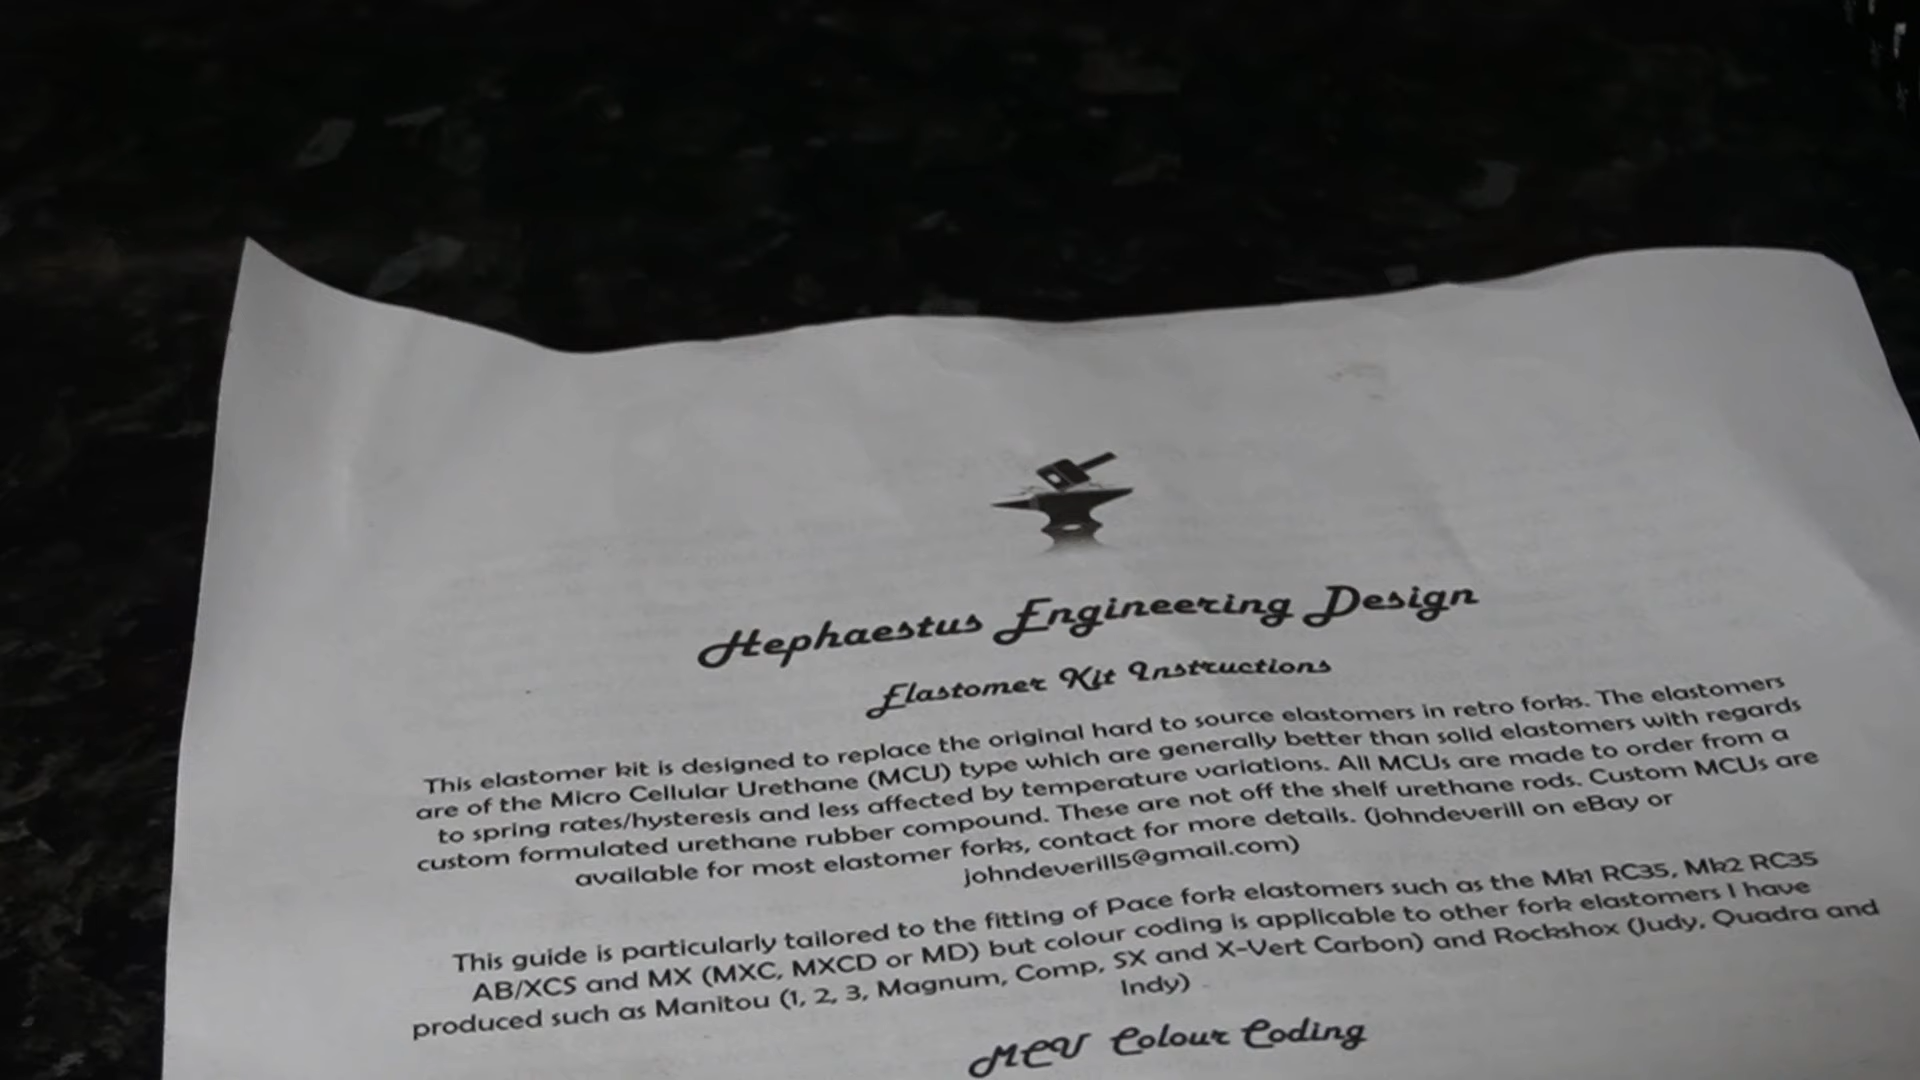 Hephaestus Engineering Design
Elastomer Kit Instructions
This elastomer kit is designed to replace the original hard to source elastomers in retro forks. The elastomers
are of the Micro Cellular Urethane (MCU) type which are generally better than solid elastomers with regards
to spring rates/hysteresis and less affected by temperature variations. All MCUs are made to order from a
custom formulated urethane rubber compound. These are not off the shelf urethane rods. Custom MCUs are
available for most elastomer forks, contact for more details. (johndeverill on eBay or
johndeverill5@gmail.com)
This guide is particularly tailored to the fitting of Pace fork elastomers such as the Mk1 RC35, Mk2 RC35
AB/XCS and MX (MXC, MXCD or MD) but colour coding is applicable to other fork elastomers I have
produced such as Manitou (1, 2, 3, Magnum, Comp, SX and X-Vert Carbon) and Rockshox (Judy, Quadra and
Indy)
MCU Colour Coding